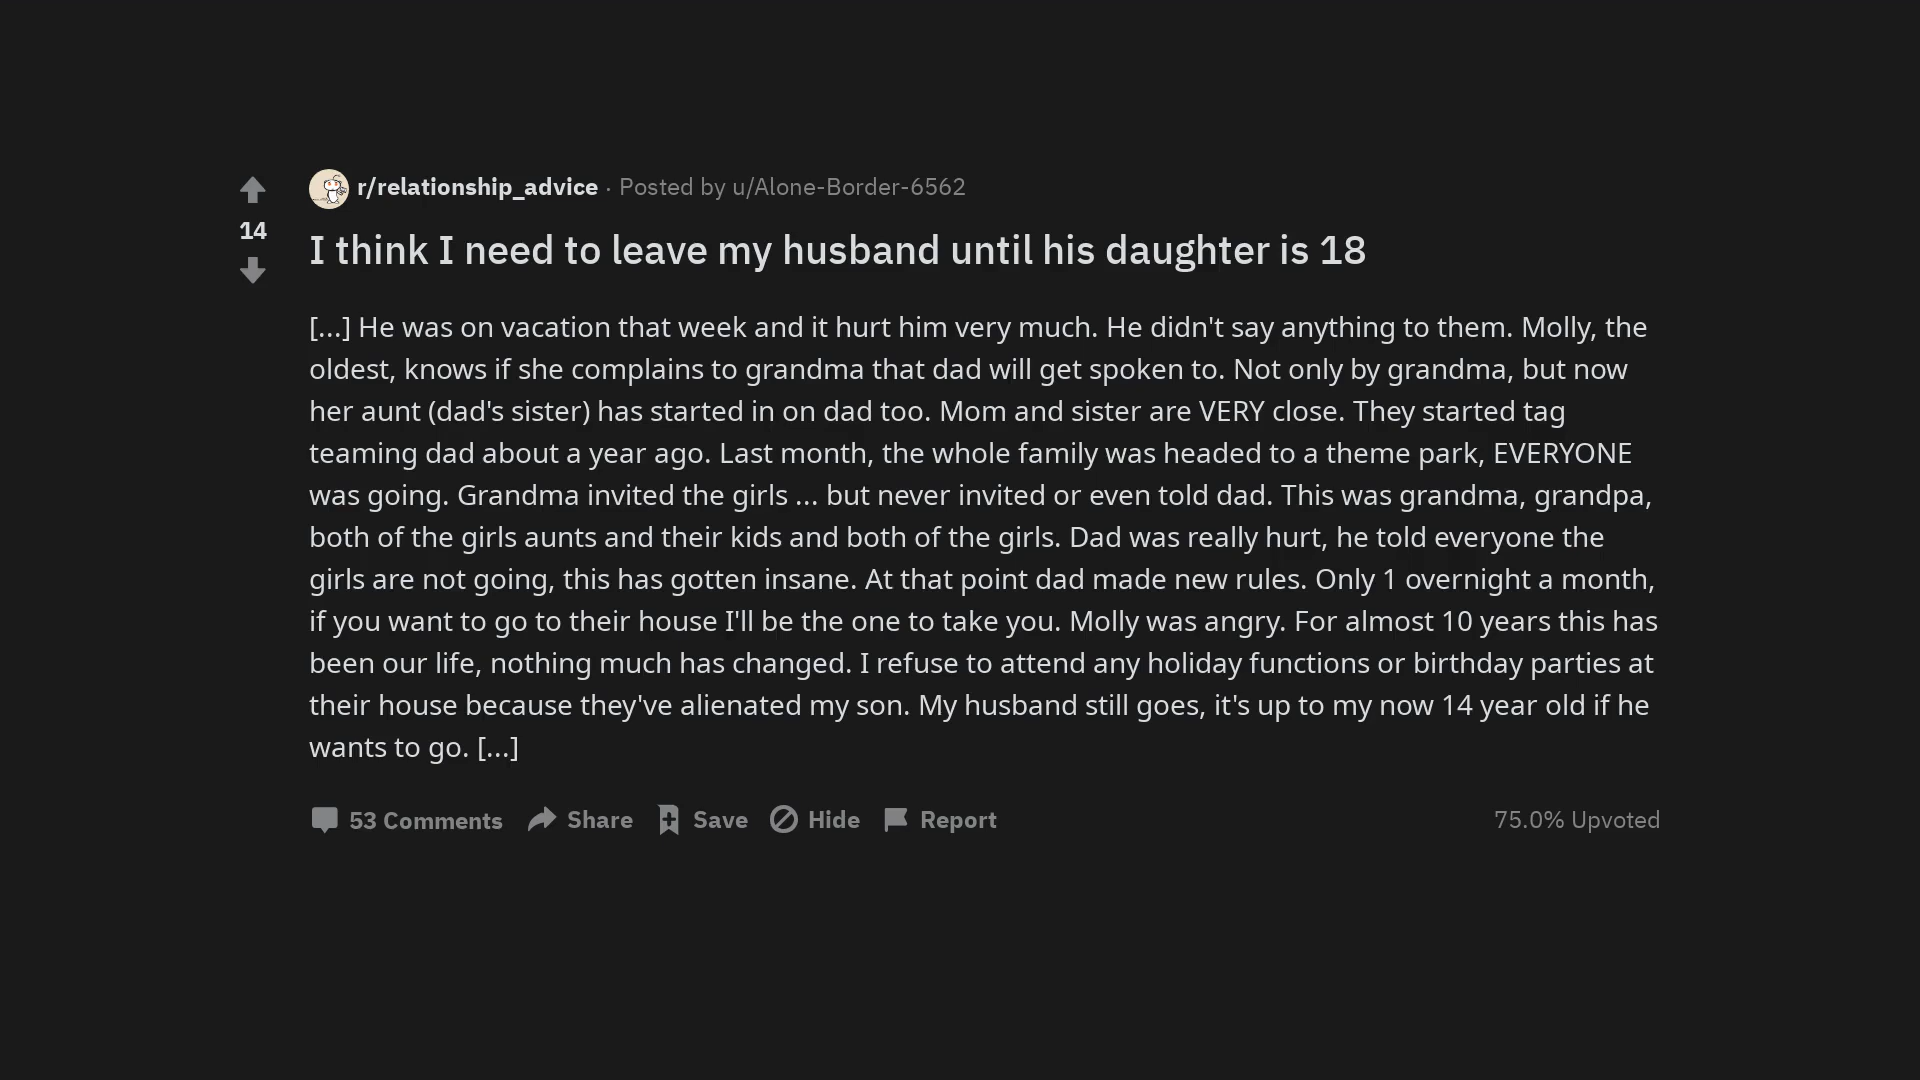 r/relationship_advice · Posted by u/Alone-Border-6562
14
I think I need to leave my husband until his daughter is 18
[...] He was on vacation that week and it hurt him very much. He didn't say anything to them. Molly, the
oldest, knows if she complains to grandma that dad will get spoken to. Not only by grandma, but now
her aunt (dad's sister) has started in on dad too. Mom and sister are VERY close. They started tag
teaming dad about a year ago. Last month, the whole family was headed to a theme park, EVERYONE
was going. Grandma invited the girls ... but never invited or even told dad. This was grandma, grandpa,
both of the girls aunts and their kids and both of the girls. Dad was really hurt, he told everyone the
girls are not going, this has gotten insane. At that point dad made new rules. Only 1 overnight a month,
if you want to go to their house I'll be the one to take you. Molly was angry. For almost 10 years this has
been our life, nothing much has changed. I refuse to attend any holiday functions or birthday parties at
their house because they've alienated my son. My husband still goes, it's up to my now 14 year old if he
wants to go. [...]
53 Comments Share Save Hide Report 75.0% Upvoted